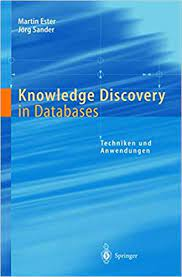 Martin Ester
Jörg Sander
Knowledge Discovery
in Databases
Techniken und
Anwendungen
Springer